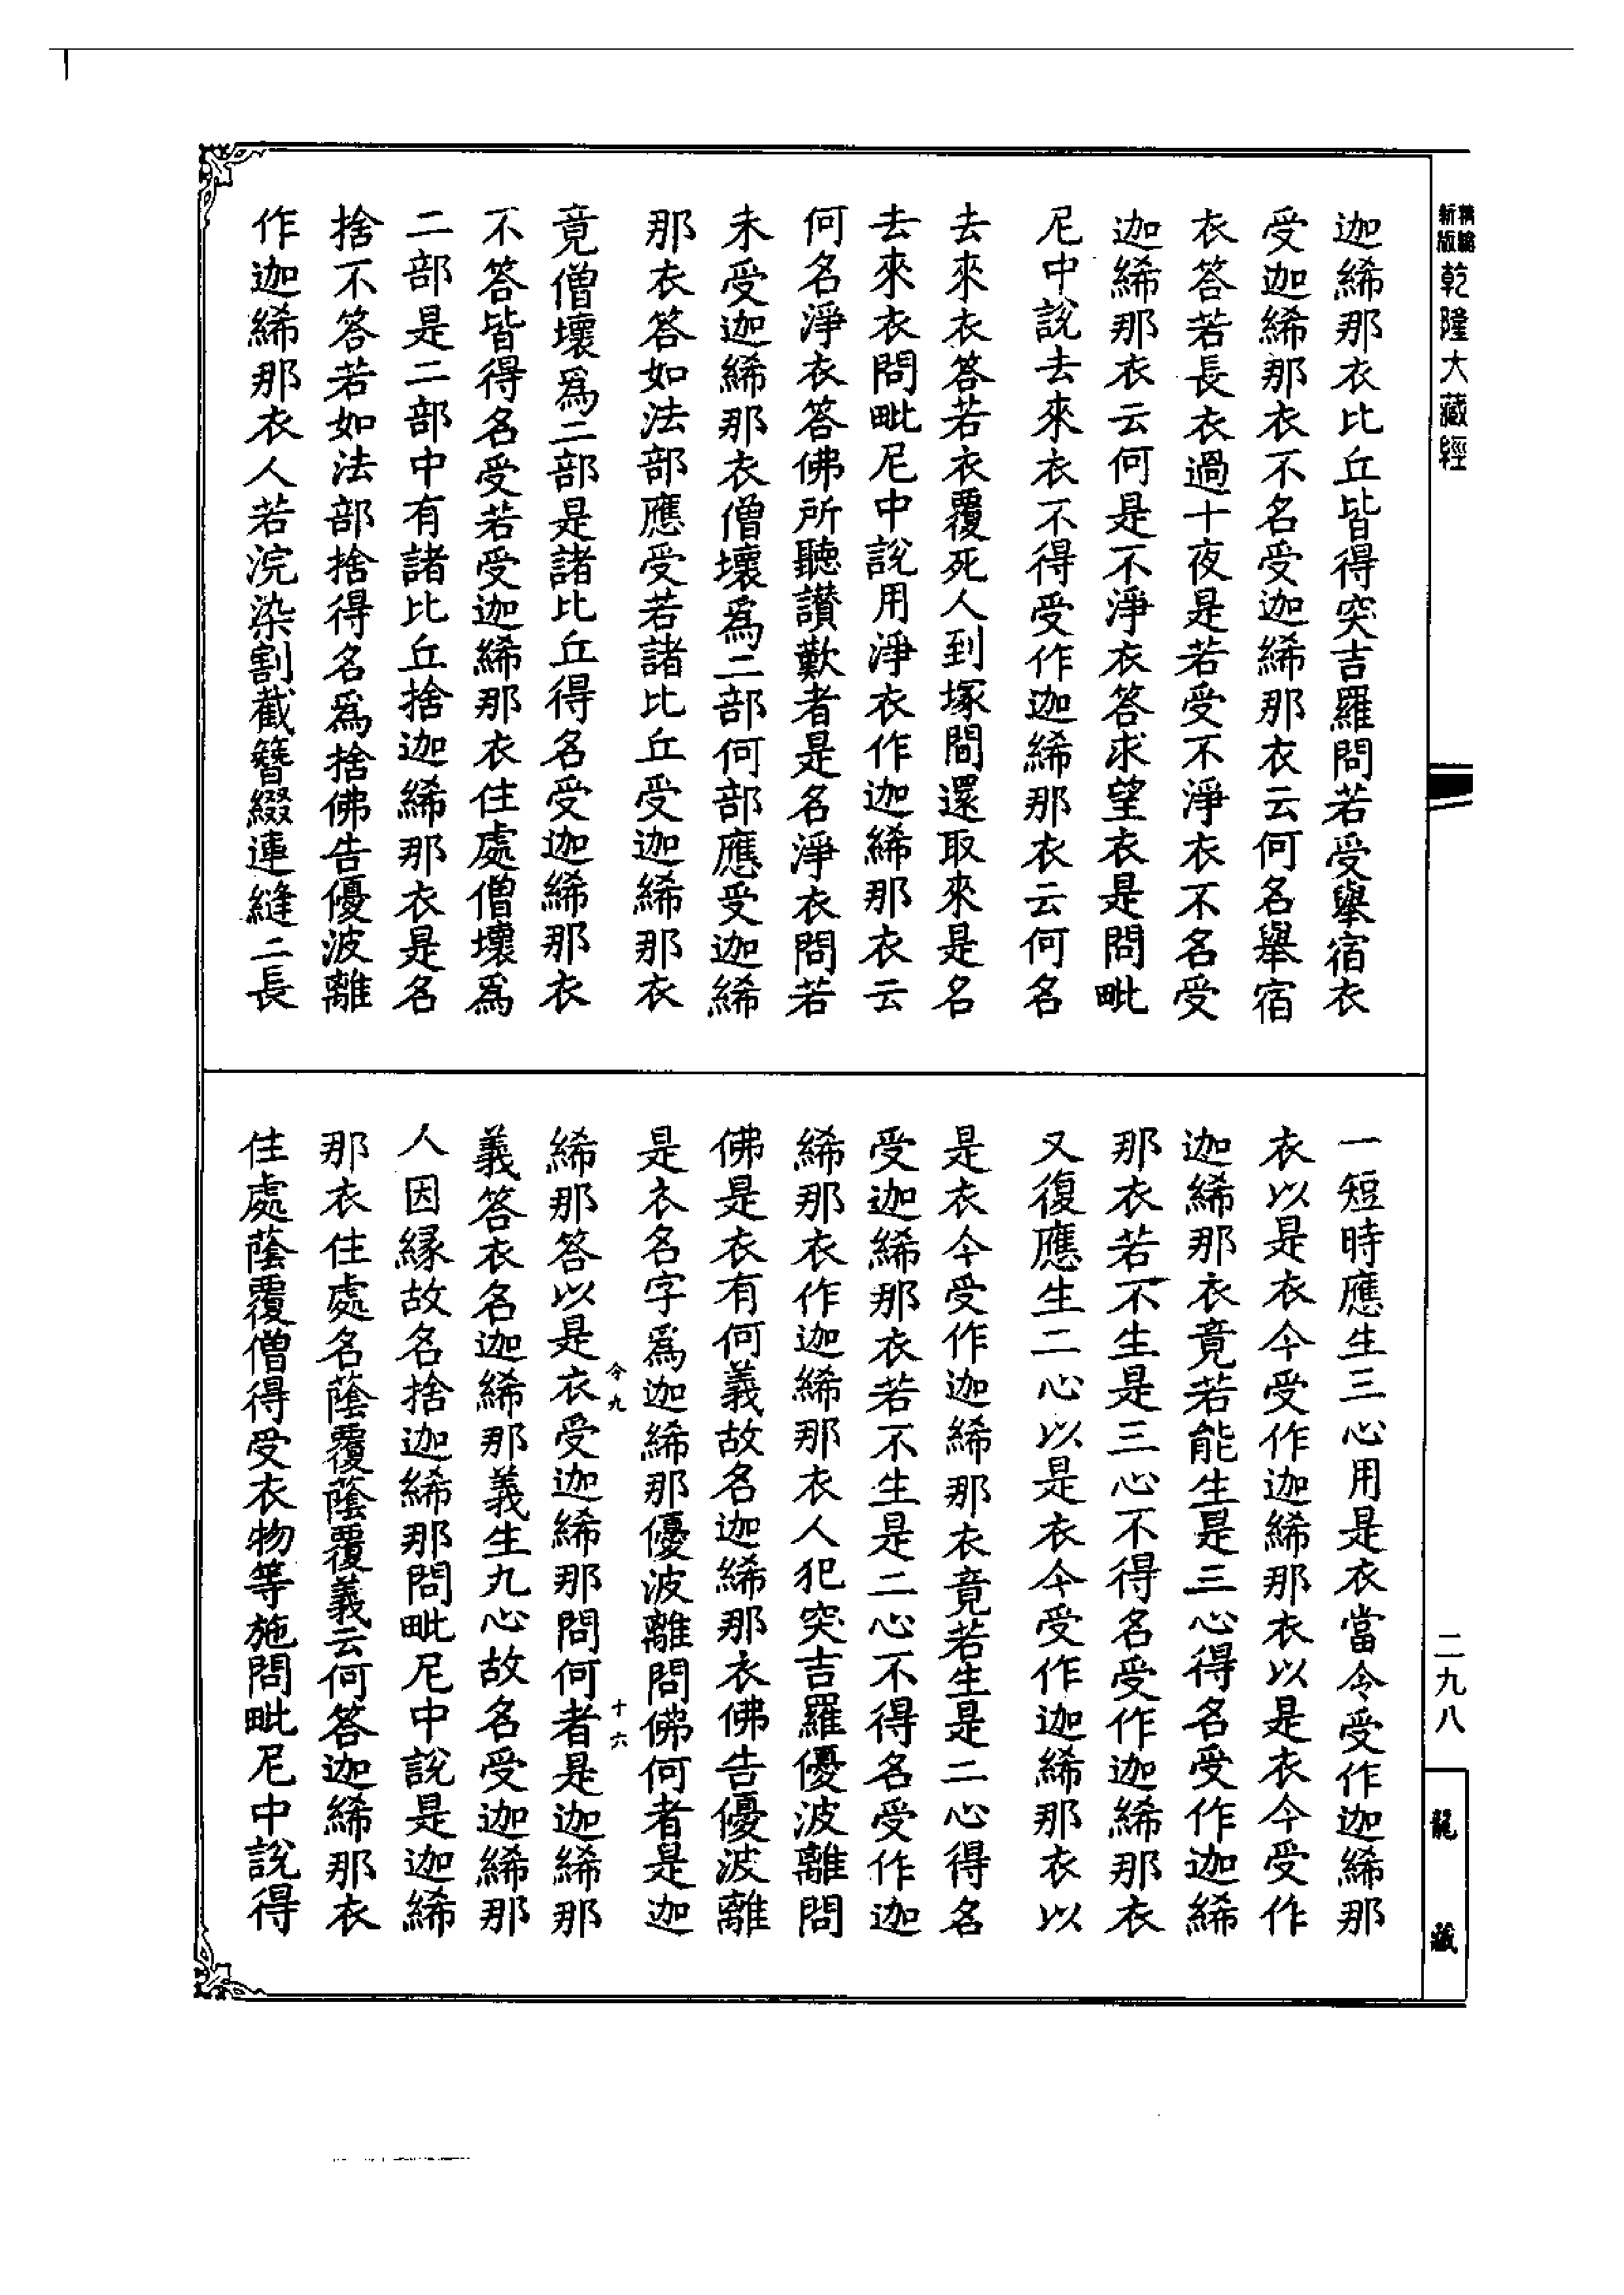 新版
乾隆大藏經
迦絺那衣比丘皆得突吉羅問若受舉宿衣
受迦絺那衣不名受迦絺那衣云何名舉宿
衣答若長衣過十夜是若受不淨衣不名受
迦絺那衣云何是不淨衣答求望衣是問毗
尼中說去來衣不得受作迦絺那衣云何名
去來衣答若衣覆死人到塚間還取來是名
去來衣問毗尼中說用淨衣作迦絺那衣云
何名淨衣答佛所聽讚歎者是名淨衣問若
未受迦絺那衣僧壞爲二部何部應受迦絺
那衣答如法部應受若諸比丘受迦絺那衣
竟僧壞爲二部是諸比丘得名受迦絺那衣
不答皆得名受若受迦絺那衣住處僧壞爲
二部是二部中有諸比丘捨迦絺那衣是名
捨不答若如法部捨得名爲捨佛告優波離
作迦絺那衣人若浣染割截簪綴連縫二長
一短時應生三心用是衣當令受作迦絺那
衣以是衣今受作迦絺那衣以是衣今受作
迦絺那衣竟若能生是三心得名受作迦絺
那衣若不生是三心不得名受作迦絺那衣
又復應生二心以是衣今受作迦絺那衣以
是衣今受作迦絺那衣竟若生是二心得名
受迦絺那衣若不生是二心不得名受作迦
絺那衣作迦絺那衣人犯突吉羅優波離問
佛是衣有何義故名迦絺那衣佛告優波離
是衣名字爲迦絺那優波離問佛何者是迦
絺那答以是衣受迦絺那問何者是迦絺那
義答衣名迦絺那義生九心故名受迦絺那
人因緣故名捨迦絺那問毗尼中說是迦絺
那衣住處名蔭覆蔭覆義云何答迦絺那衣
住處蔭覆僧得受衣物等施問毗尼中說得
令九
十六
二九八
龍藏